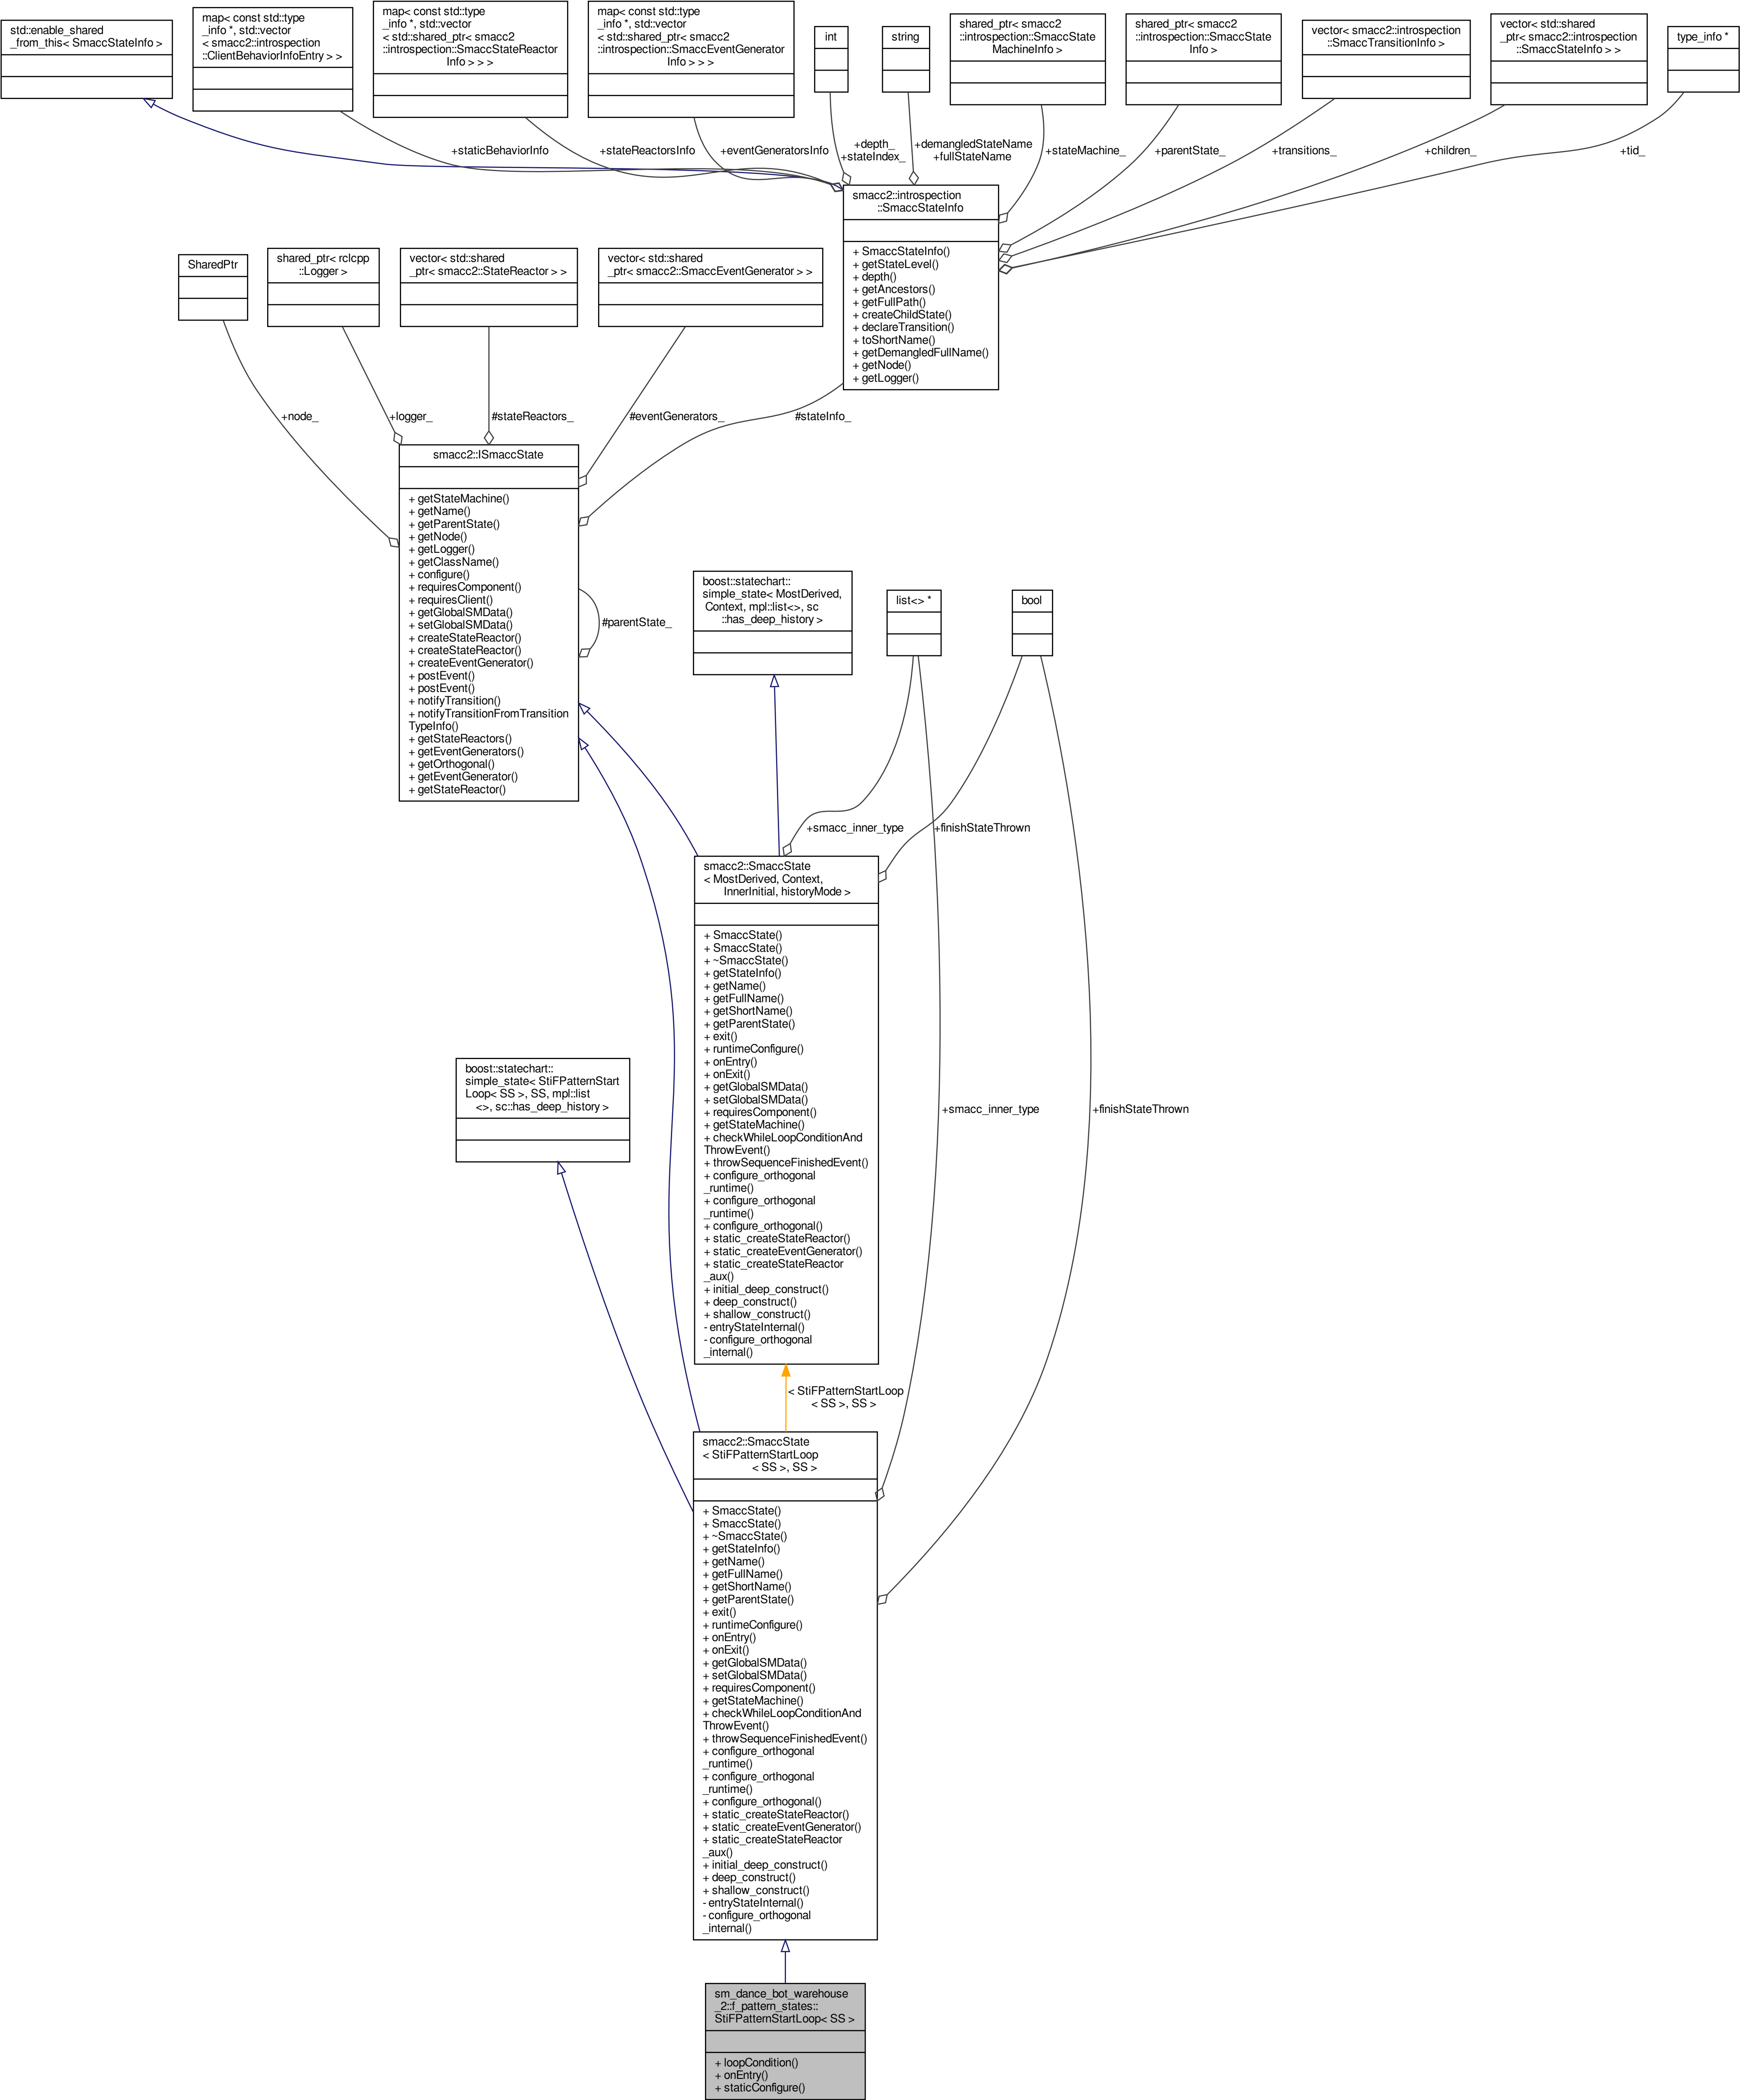 std::enable_shared
_from_this< SmaccStateInfo >
map< const std::type
_info *, std::vector
< smacc2::introspection
::ClientBehaviorInfoEntry > >
map< const std::type
_info *, std::vector
< std::shared_ptr< smacc2
::introspection::SmaccStateReactor
Info > > >
map< const std::type
_info *, std::vector
< std::shared_ptr< smacc2
::introspection::SmaccEventGenerator
Info > > >
int
string
shared_ptr< smacc2
::introspection::SmaccState
MachineInfo >
shared_ptr< smacc2
::introspection::SmaccState
Info >
vector< smacc2::introspection
::SmaccTransitionInfo >
vector< std::shared
_ptr< smacc2::introspection
::SmaccStateInfo > >
type_info *
+staticBehaviorInfo
+stateReactorsInfo
+eventGeneratorsInfo
+depth_
+stateIndex_
+demangledStateName
+fullStateName
+stateMachine_
+parentState_
+transitions_
+children_
+tid_
smacc2::introspection
::SmaccStateInfo
+ SmaccStateInfo()
+ getStateLevel()
+ depth()
+ getAncestors()
+ getFullPath()
+ createChildState()
+ declareTransition()
+ toShortName()
+ getDemangledFullName()
+ getNode()
+ getLogger()
SharedPtr
shared_ptr< rclcpp
::Logger >
vector< std::shared
_ptr< smacc2::StateReactor > >
vector< std::shared
_ptr< smacc2::SmaccEventGenerator > >
+node_
+logger_
#stateReactors_
#eventGenerators_
#stateInfo_
smacc2::ISmaccState
+ getStateMachine()
+ getName()
+ getParentState()
+ getNode()
+ getLogger()
+ getClassName()
+ configure()
+ requiresComponent()
+ requiresClient()
+ getGlobalSMData()
+ setGlobalSMData()
+ createStateReactor()
+ createStateReactor()
+ createEventGenerator()
+ postEvent()
+ postEvent()
+ notifyTransition()
+ notifyTransitionFromTransition
TypeInfo()
+ getStateReactors()
+ getEventGenerators()
+ getOrthogonal()
+ getEventGenerator()
+ getStateReactor()
#parentState_
boost::statechart::
simple_state< MostDerived,
Context, mpl::list<>, sc
::has_deep_history >
list<> *
bool
+smacc_inner_type
+finishStateThrown
smacc2::SmaccState
< MostDerived, Context,
InnerInitial, historyMode >
+ SmaccState()
+ SmaccState()
+ ~SmaccState()
+ getStateInfo()
+ getName()
+ getFullName()
+ getShortName()
+ getParentState()
+ exit()
+ runtimeConfigure()
+ onEntry()
+ onExit()
+ getGlobalSMData()
+ setGlobalSMData()
+ requiresComponent()
+ getStateMachine()
+ checkWhileLoopConditionAnd
ThrowEvent()
+ throwSequenceFinishedEvent()
+ configure_orthogonal
_runtime()
+ configure_orthogonal
_runtime()
+ configure_orthogonal()
+ static_createStateReactor()
+ static_createEventGenerator()
+ static_createStateReactor
_aux()
+ initial_deep_construct()
+ deep_construct()
+ shallow_construct()
- entryStateInternal()
- configure_orthogonal
_internal()
boost::statechart::
simple_state< StiFPatternStart
Loop< SS >, SS, mpl::list
<>, sc::has_deep_history >
+smacc_inner_type
+finishStateThrown
< StiFPatternStartLoop
< SS >, SS >
smacc2::SmaccState
< StiFPatternStartLoop
< SS >, SS >
+ SmaccState()
+ SmaccState()
+ ~SmaccState()
+ getStateInfo()
+ getName()
+ getFullName()
+ getShortName()
+ getParentState()
+ exit()
+ runtimeConfigure()
+ onEntry()
+ onExit()
+ getGlobalSMData()
+ setGlobalSMData()
+ requiresComponent()
+ getStateMachine()
+ checkWhileLoopConditionAnd
ThrowEvent()
+ throwSequenceFinishedEvent()
+ configure_orthogonal
_runtime()
+ configure_orthogonal
_runtime()
+ configure_orthogonal()
+ static_createStateReactor()
+ static_createEventGenerator()
+ static_createStateReactor
_aux()
+ initial_deep_construct()
+ deep_construct()
+ shallow_construct()
- entryStateInternal()
- configure_orthogonal
_internal()
sm_dance_bot_warehouse
_2::f_pattern_states::
StiFPatternStartLoop< SS >
+ loopCondition()
+ onEntry()
+ staticConfigure()